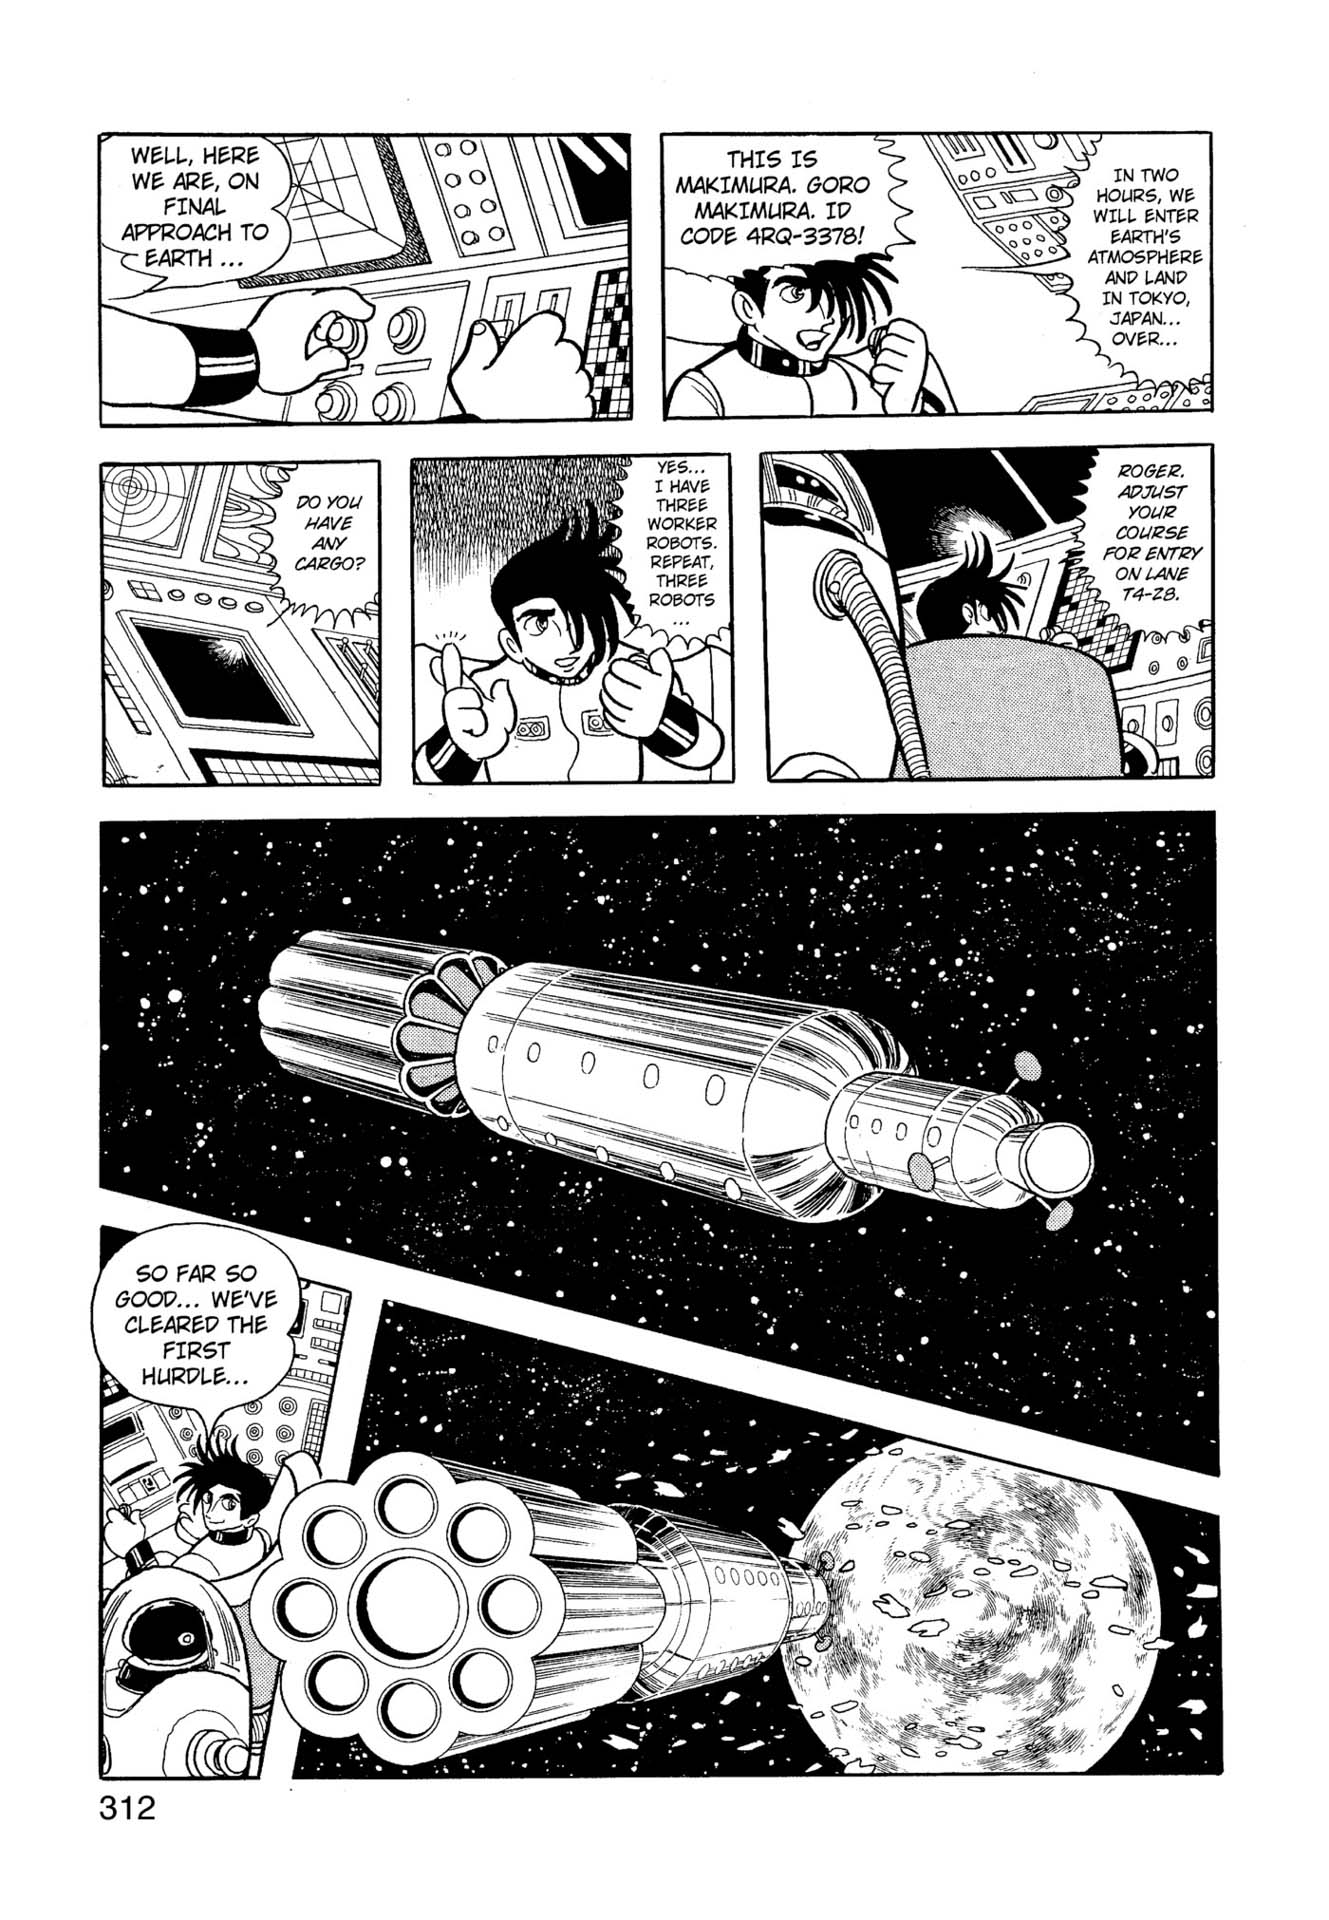 WELL, HERE
WE ARE, ON
FINAL
APPROACH TO
EARTH ...
THIS IS
MAKIMURA. GORO
MAKIMURA. ID
CODE 4RQ-3378!
IN TWO
HOURS, WE
WILL ENTER
EARTH'S
ATMOSPHERE
AND LAND
IN TOKYO,
JAPAN...
OVER...
DO YOU
HAVE
ANY
CARGO?
YES...
I HAVE
THREE
WORKER
ROBOTS.
REPEAT,
THREE
ROBOTS
...
ROGER.
ADJUST
YOUR
COURSE
FOR ENTRY
ON LANE
T4-28.
SO FAR SO
GOOD... WE'VE
CLEARED THE
FIRST
HURDLE...
312